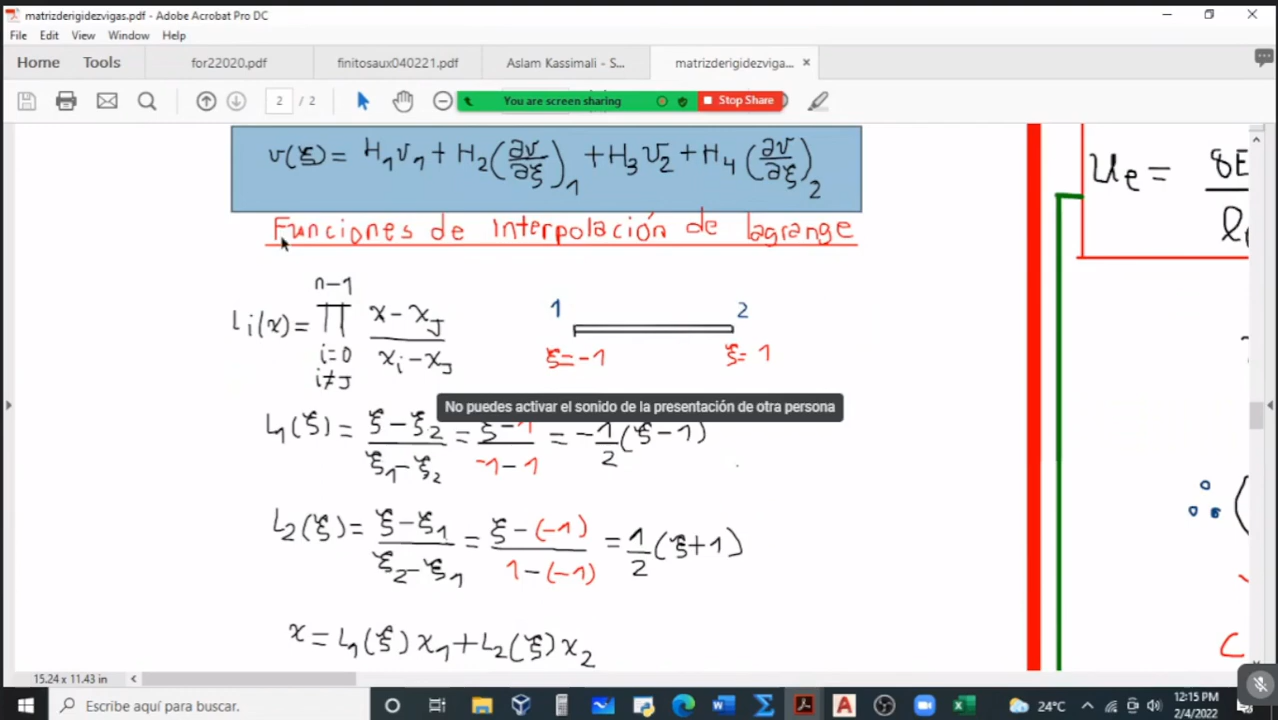 matrizderigidezvigas.pdf - Adobe Acrobat Pro DC
File Edit View Window Help
Home Tools for22020.pdf finitosaux040221.pdf Aslam Kassimali - S... matrizderigidezviga...
2 / 2 You are screen sharing Stop Share
v(ξ) = H₁v₁ + H₂(∂v/∂ξ)₁ + H₃v₂ + H₄(∂v/∂ξ)₂
Funciones de interpolación de lagrange
Li(x) = ∏ (n-1, i=0, i≠J) (x - xJ)/(xi - xJ)
1 2
ξ = -1 ξ = 1
No puedes activar el sonido de la presentación de otra persona
L₁(ξ) = (ξ - ξ₂)/(ξ₁ - ξ₂) = (ξ - 1)/(-1 - 1) = -1/2(ξ - 1)
L₂(ξ) = (ξ - ξ₁)/(ξ₂ - ξ₁) = (ξ - (-1))/(1 - (-1)) = 1/2(ξ + 1)
x = L₁(ξ)x₁ + L₂(ξ)x₂
Ue =
8E
15.24 x 11.43 in
Escribe aquí para buscar.
24°C
12:15 PM
2/4/2022